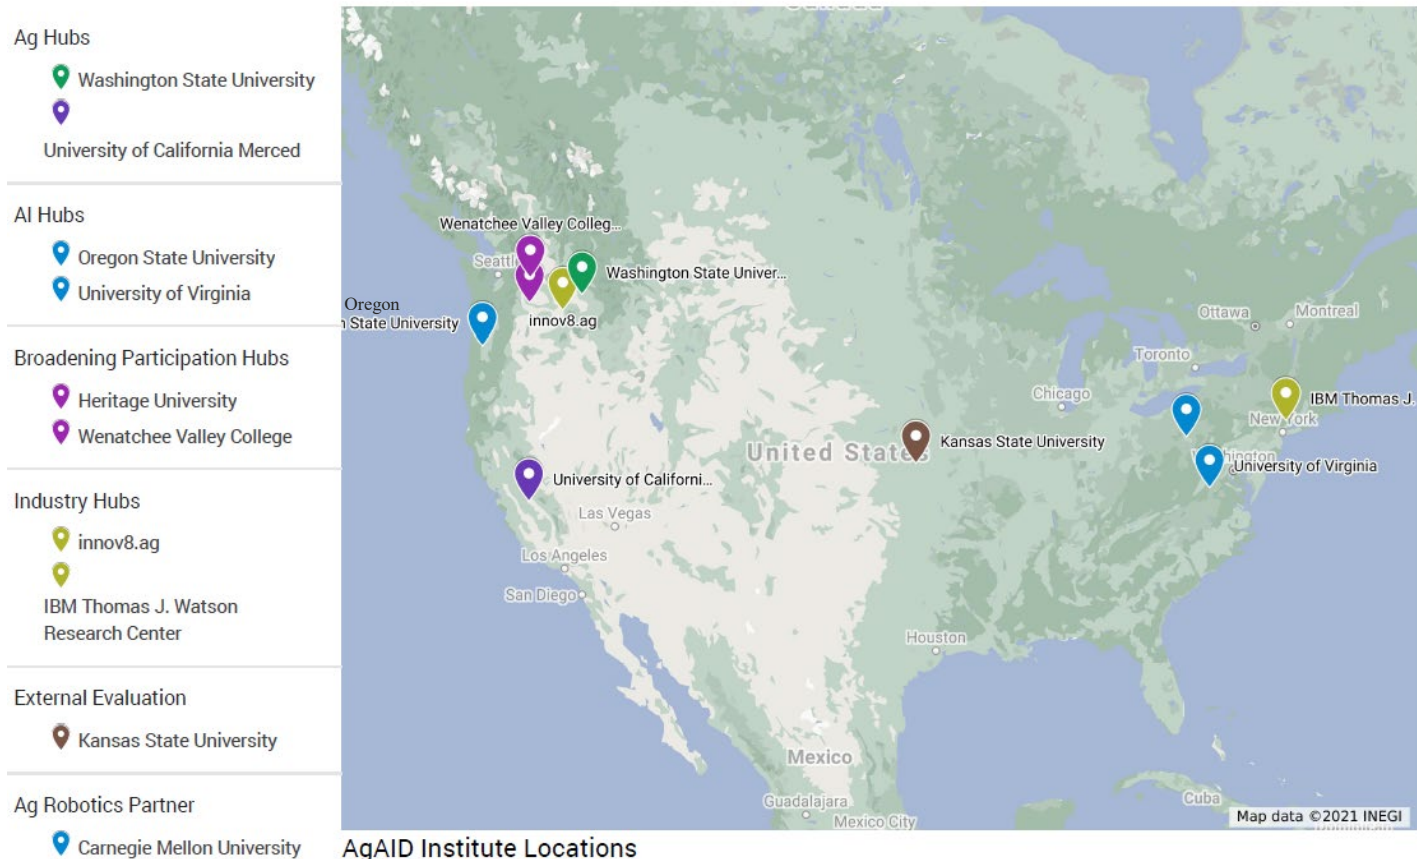 Ag Hubs
Washington State University
University of California Merced
AI Hubs
Oregon State University
University of Virginia
Broadening Participation Hubs
Heritage University
Wenatchee Valley College
Industry Hubs
innov8.ag
IBM Thomas J. Watson
Research Center
External Evaluation
Kansas State University
Ag Robotics Partner
Carnegie Mellon University
Wenatchee Valley Colleg...
Seattle
Washington State Univer...
Oregon
n State University
innov8.ag
Ottawa
Montreal
Toronto
Chicago
IBM Thomas J.
New York
Kansas State University
United States
Washington
University of Virginia
University of Californi...
Las Vegas
Los Angeles
San Diego
Houston
Mexico
Guadalajara
Mexico City
Cuba
Map data ©2021 INEGI
AgAID Institute Locations